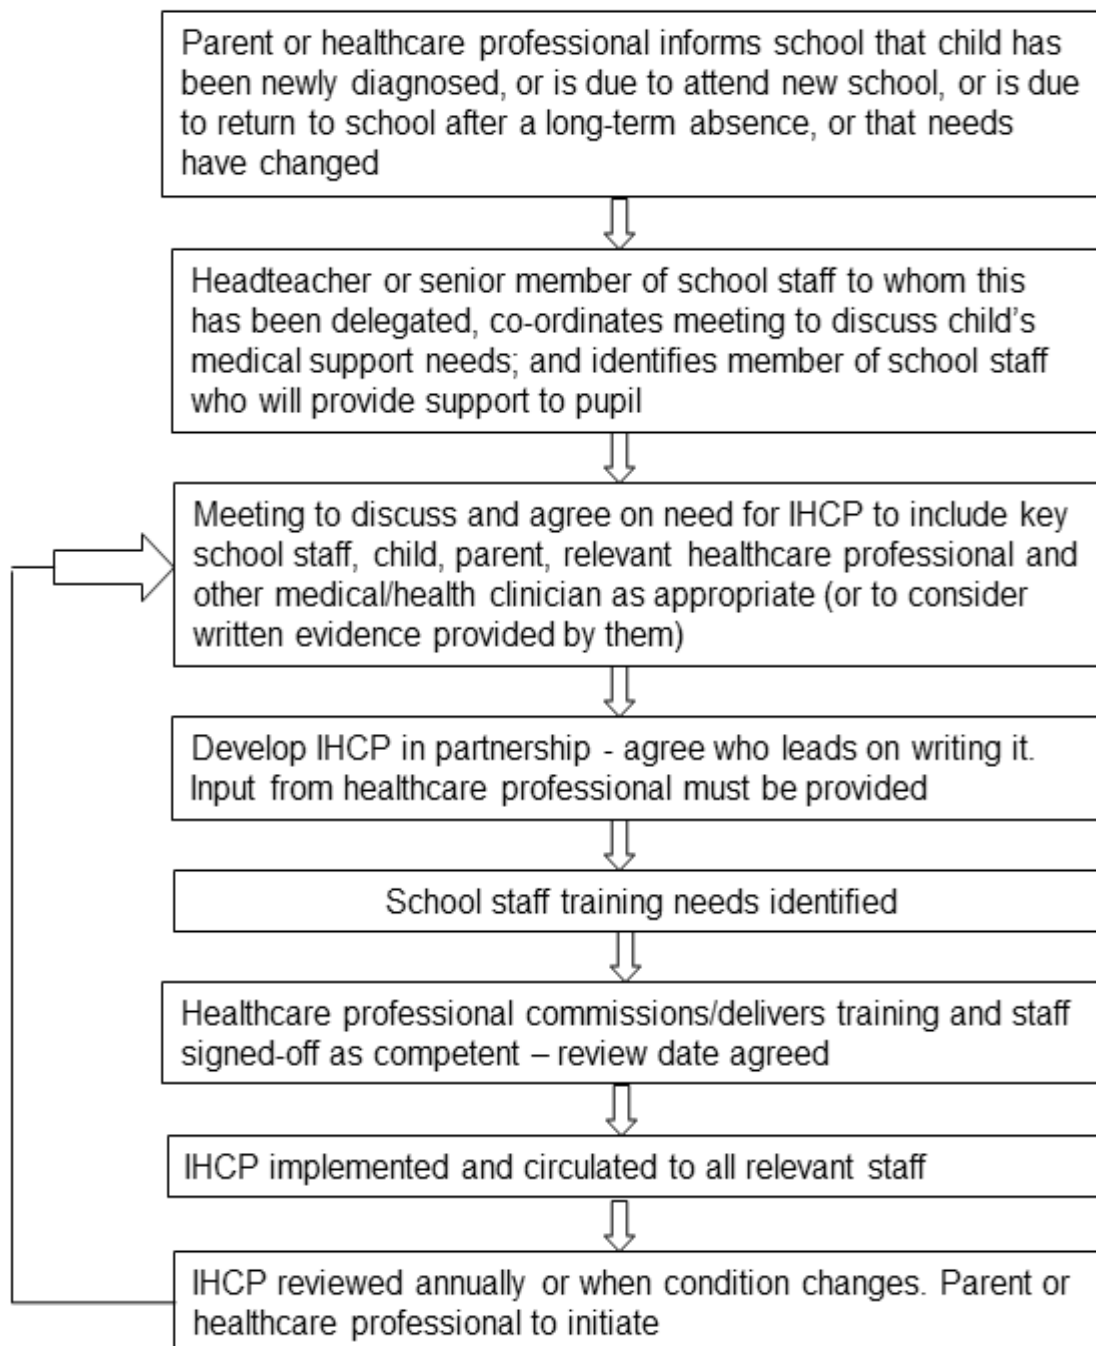 Parent or healthcare professional informs school that child has
been newly diagnosed, or is due to attend new school, or is due
to return to school after a long-term absence, or that needs
have changed
Headteacher or senior member of school staff to whom this
has been delegated, co-ordinates meeting to discuss child's
medical support needs; and identifies member of school staff
who will provide support to pupil
Meeting to discuss and agree on need for IHCP to include key
school staff, child, parent, relevant healthcare professional and
other medical/health clinician as appropriate (or to consider
written evidence provided by them)
Develop IHCP in partnership - agree who leads on writing it.
Input from healthcare professional must be provided
School staff training needs identified
Healthcare professional commissions/delivers training and staff
signed-off as competent – review date agreed
IHCP implemented and circulated to all relevant staff
IHCP reviewed annually or when condition changes. Parent or
healthcare professional to initiate